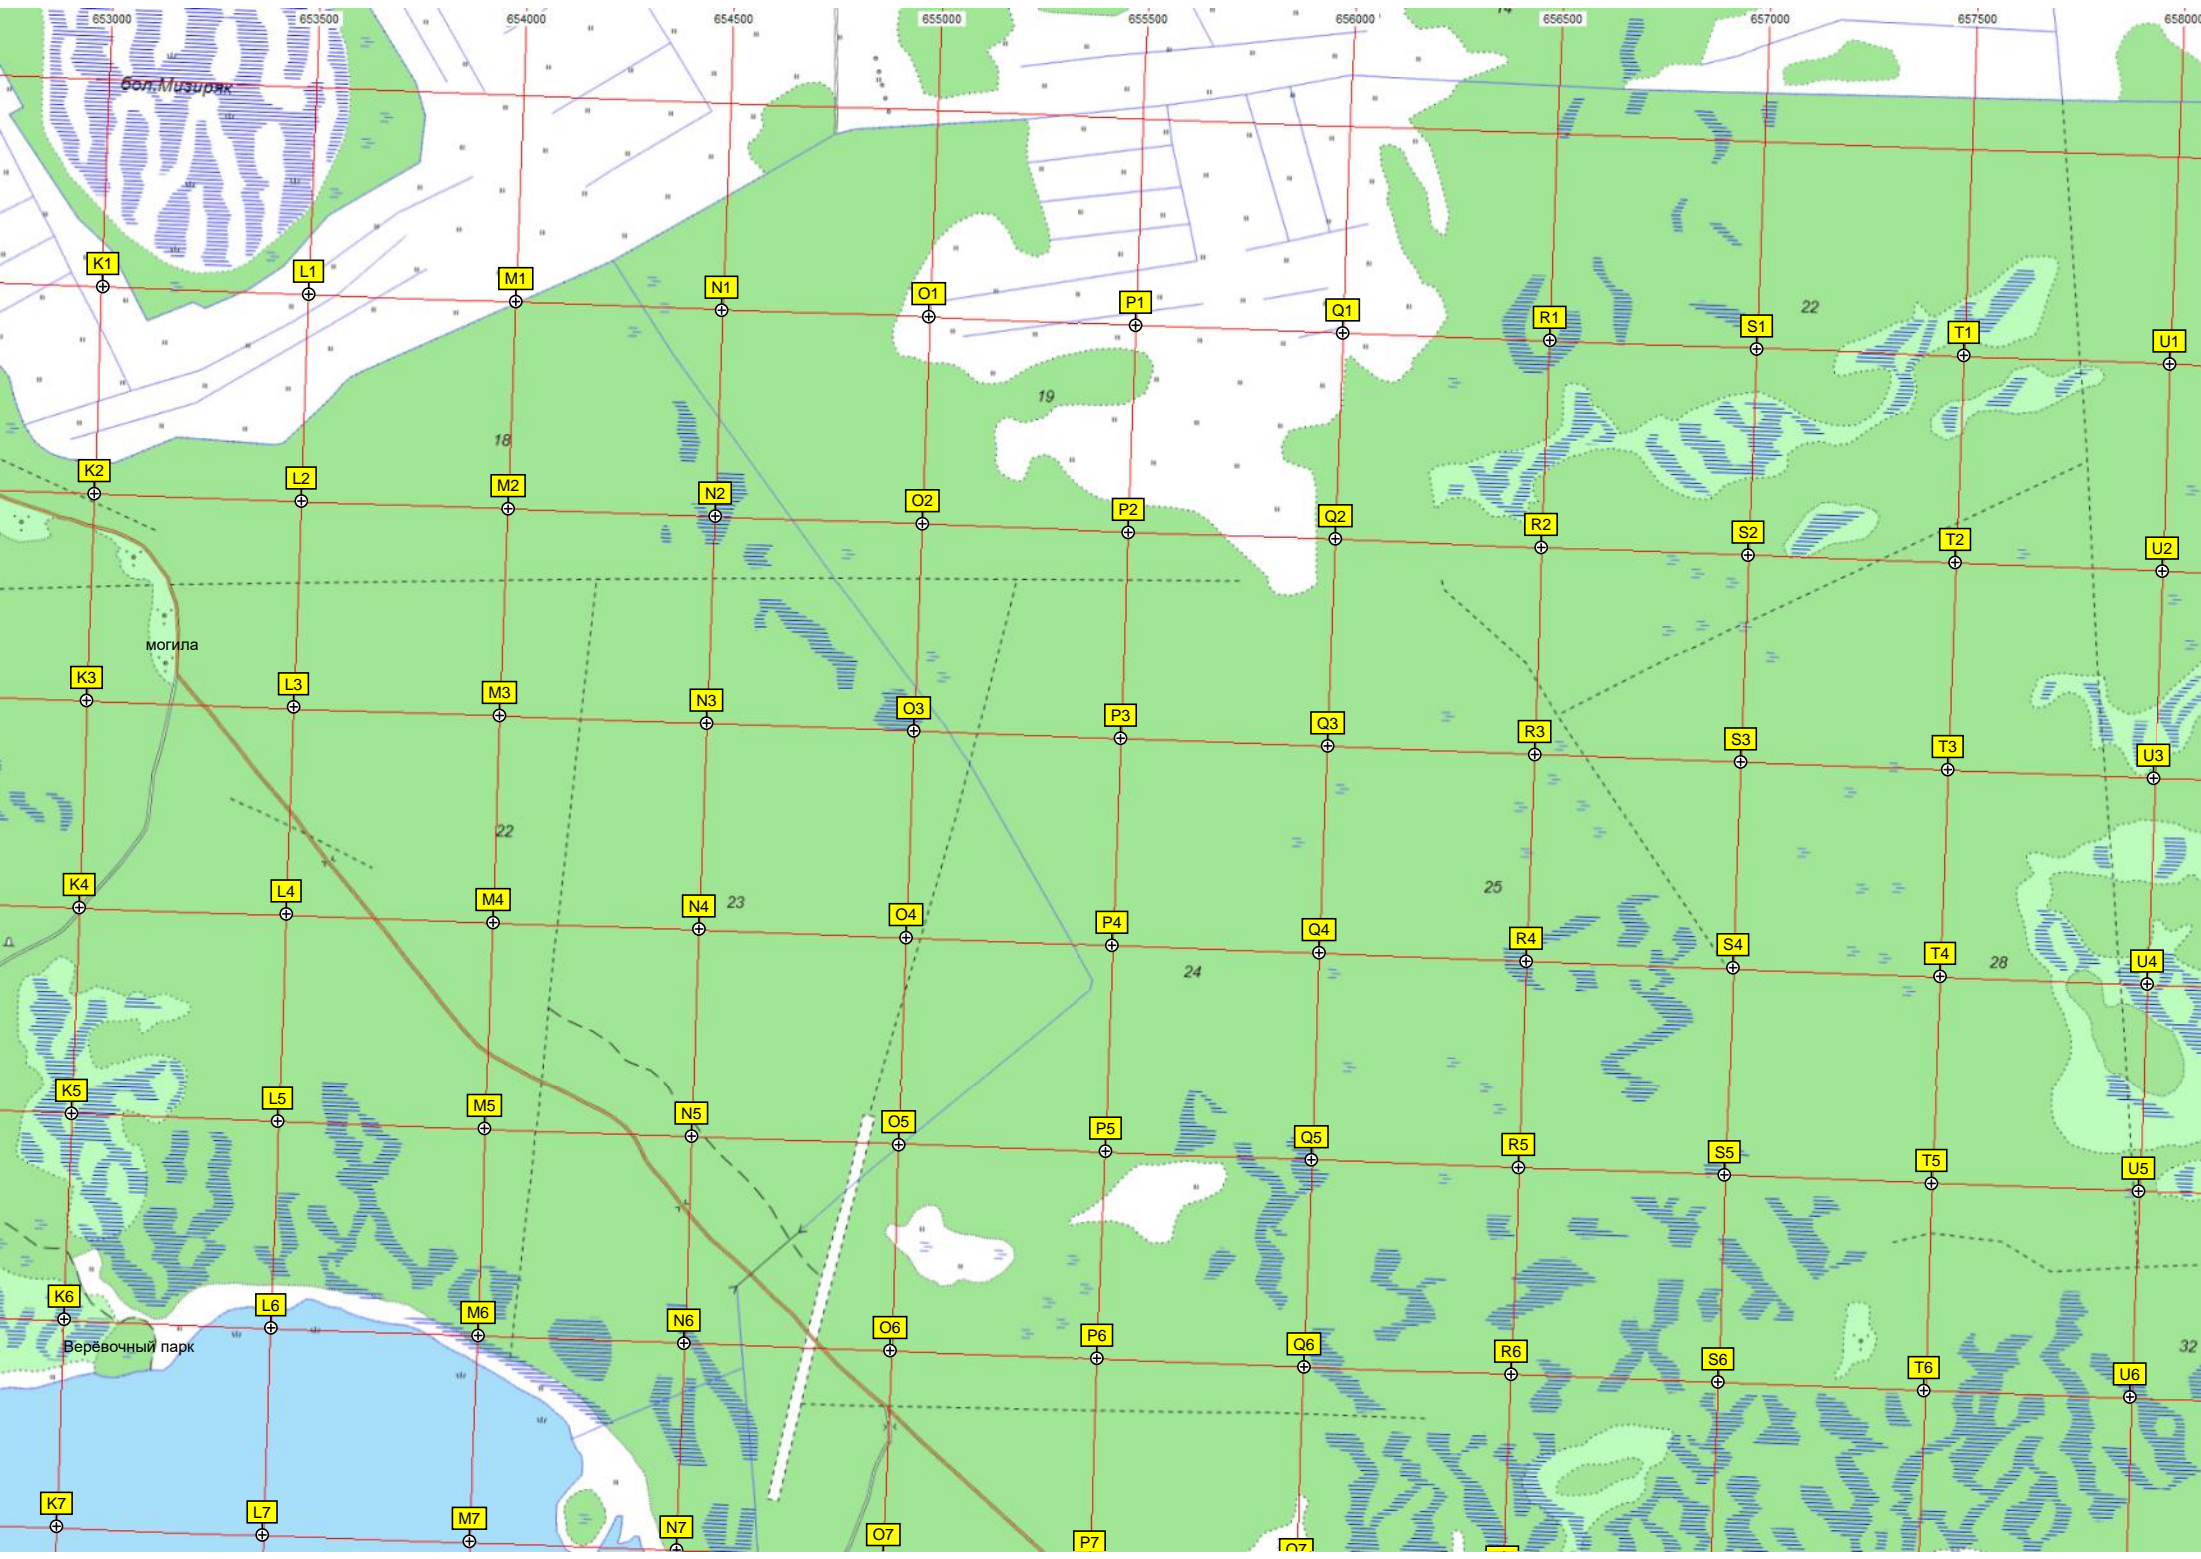 653000 653500 654000 654500 655000 655500 656000 656500 657000 657500 658000
14
бол.Мизиряк
K1 L1 M1 N1 O1 P1 Q1 R1 S1 T1 U1
22
19
18
K2 L2 M2 N2 O2 P2 Q2 R2 S2 T2 U2
могила
K3 L3 M3 N3 O3 P3 Q3 R3 S3 T3 U3
22
25
23
K4 L4 M4 N4 O4 P4 Q4 R4 S4 T4 U4
24
28
K5 L5 M5 N5 O5 P5 Q5 R5 S5 T5 U5
K6 L6 M6 N6 O6 P6 Q6 R6 S6 T6 U6
32
Верёвочный парк
K7 L7 M7 N7 O7 P7 Q7